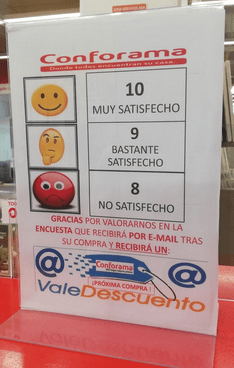 Conforama
Donde todos encuentran su casa.
10
MUY SATISFECHO
9
BASTANTE
SATISFECHO
8
NO SATISFECHO
GRACIAS POR VALORARNOS EN LA
ENCUESTA QUE RECIBIRÁ POR E-MAIL TRAS
SU COMPRA Y RECIBIRÁ UN:
@ Conforama @
¡PRÓXIMA COMPRA!
ValeDescuento